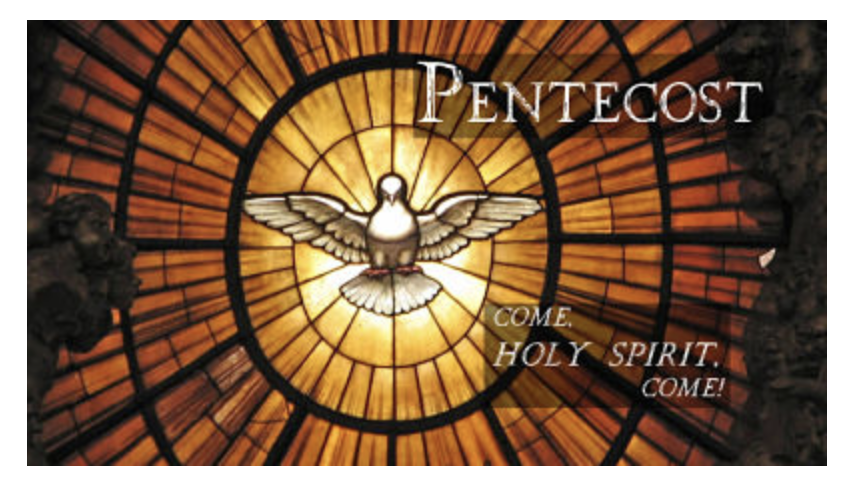 PENTECOST
COME,
HOLY SPIRIT,
COME!